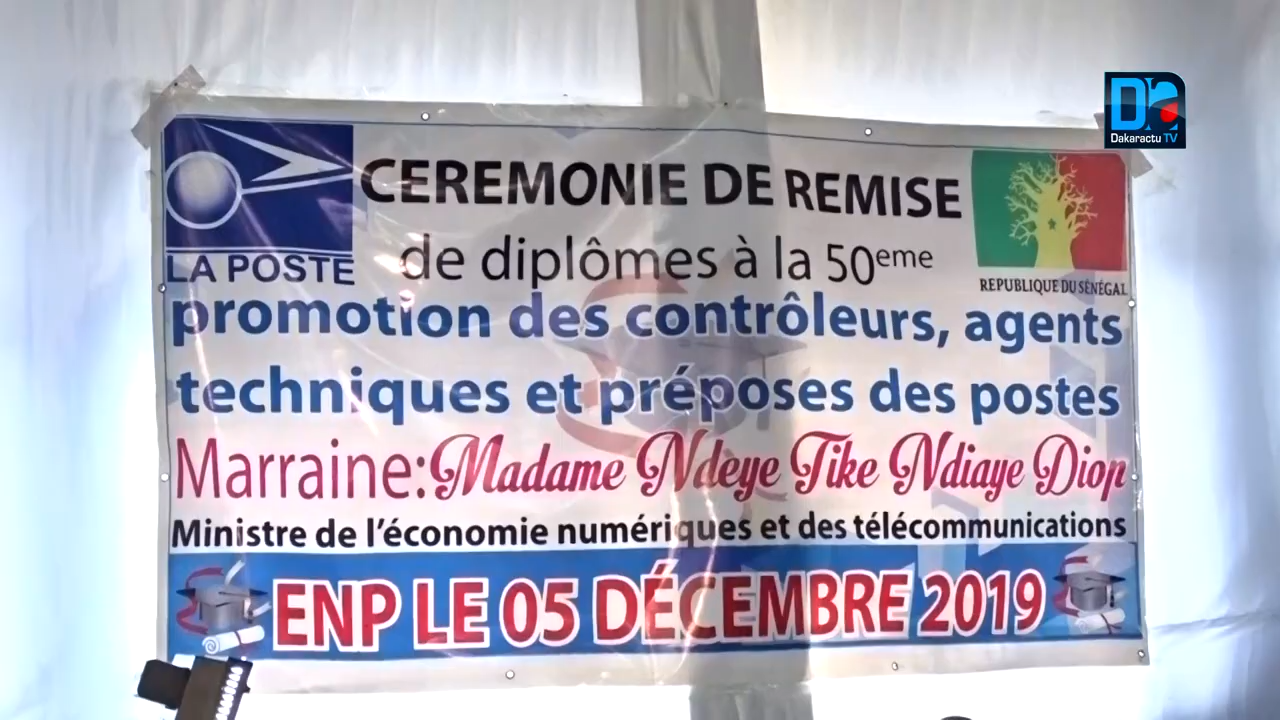 Dakaractu TV
CEREMONIE DE REMISE
de diplômes à la 50eme
LA POSTE
REPUBLIQUE DU SÉNÉGAL
promotion des contrôleurs, agents
techniques et préposes des postes
Marraine: Madame Ndeye Tike Ndiaye Diop
Ministre de l'économie numériques et des télécommunications
ENP LE 05 DÉCEMBRE 2019